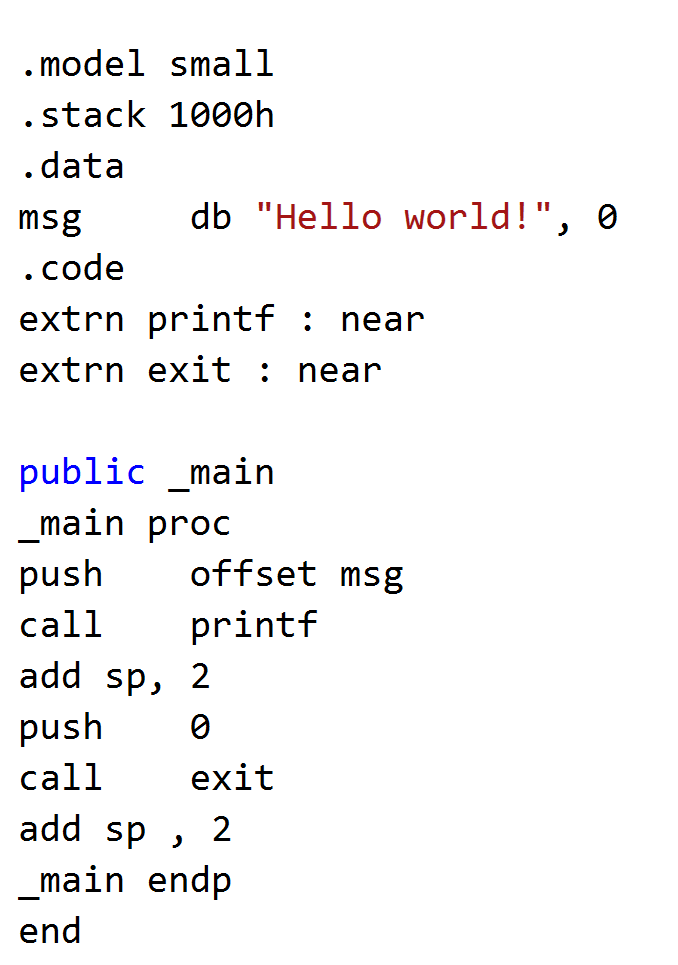 .model small
.stack 1000h
.data
msg     db "Hello world!", 0
.code
extrn printf : near
extrn exit : near

public _main
_main proc
push    offset msg
call    printf
add sp, 2
push    0
call    exit
add sp , 2
_main endp
end